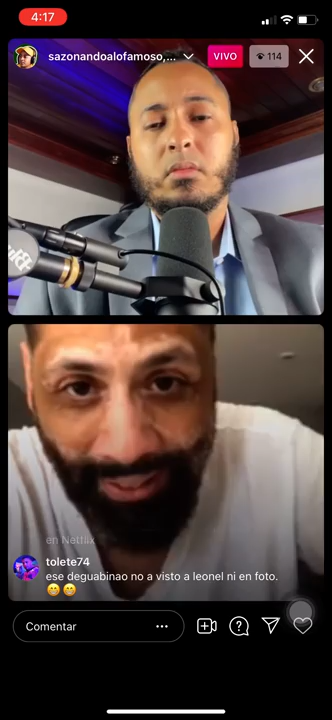 4:17
sazonandoalofamoso,...
VIVO
114
en Netflix
tolete74
ese deguabinao no a visto a leonel ni en foto.
😬😬
Comentar